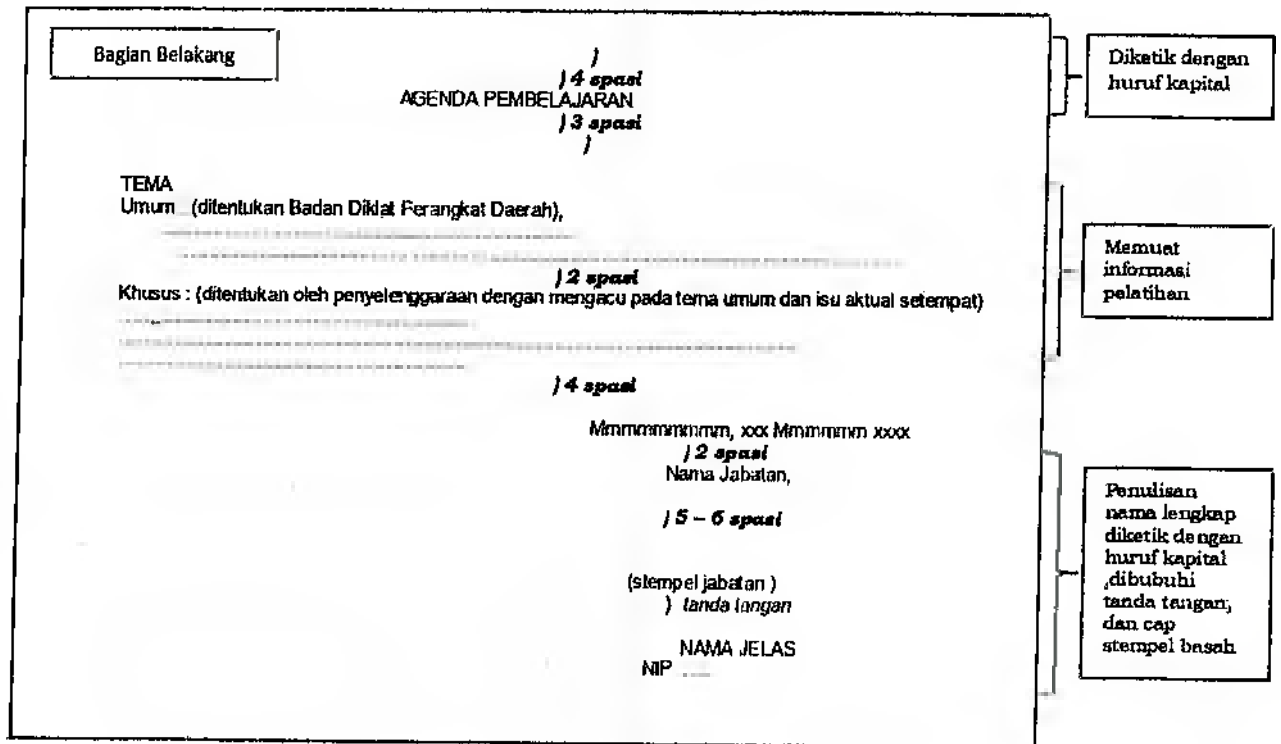 Bagian Belakang
)
) 4 spasi
AGENDA PEMBELAJARAN
) 3 spasi
)
Diketik dengan
huruf kapital
TEMA
Umum (ditentukan Badan Diklat Perangkat Daerah),
) 2 spasi
Khusus : (ditentukan oleh penyelenggaraan dengan mengacu pada tema umum dan isu aktual setempat)
Memuat
informasi
pelatihan
) 4 spasi
Mmmmmmmmmm, xxx Mmmmmm xxxx
) 2 spasi
Nama Jabatan,
) 5 – 6 spasi
(stempel jabatan )
) tanda tangan
NAMA JELAS
NIP ......
Penulisan
nama lengkap
diketik dengan
huruf kapital
,dibubuhi
tanda tangan,
dan cap
stempel basah